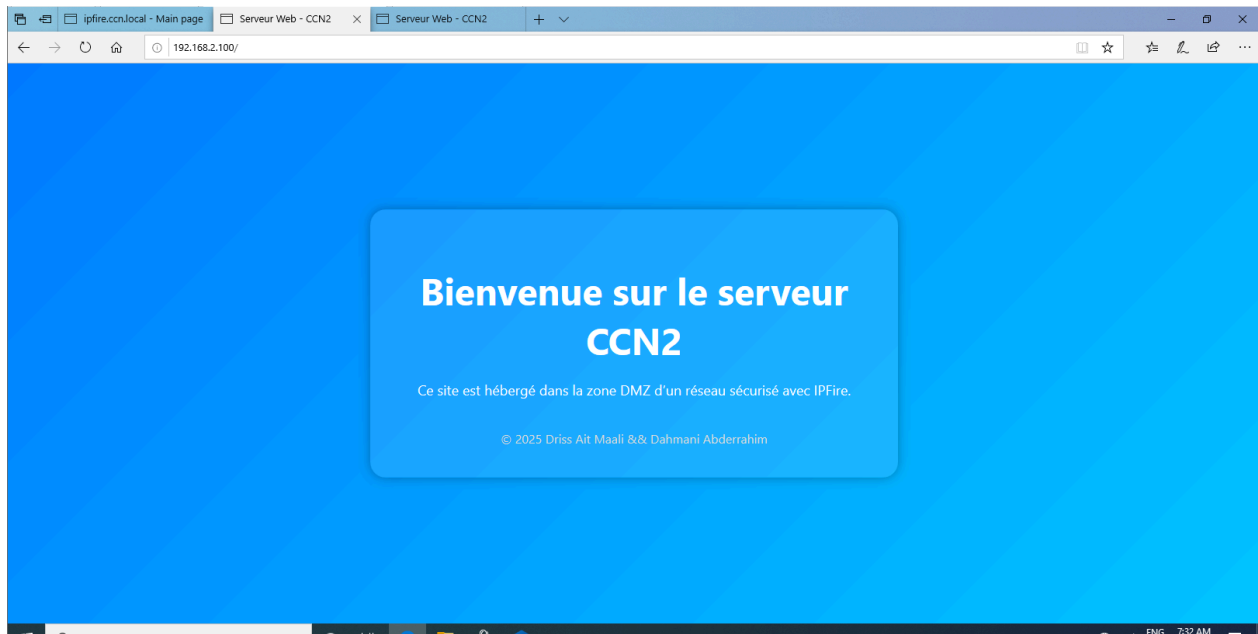 ipfire.ccn.local - Main page
Serveur Web - CCN2
Serveur Web - CCN2
192.168.2.100/
Bienvenue sur le serveur
CCN2
Ce site est hébergé dans la zone DMZ d'un réseau sécurisé avec IPFire.
© 2025 Driss Ait Maali && Dahmani Abderrahim
ENG 7:32 AM